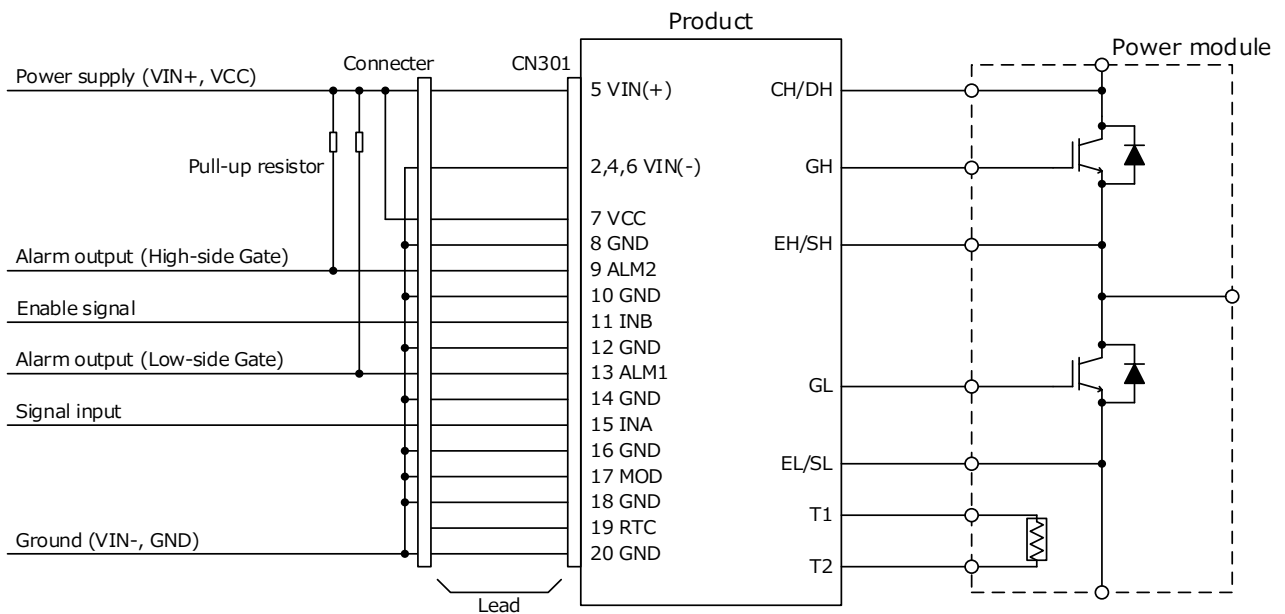 Product
Power module
Power supply (VIN+, VCC)
Connecter
CN301
5 VIN(+)
CH/DH
Pull-up resistor
2,4,6 VIN(-)
GH
7 VCC
8 GND
EH/SH
Alarm output (High-side Gate)
9 ALM2
10 GND
Enable signal
11 INB
12 GND
Alarm output (Low-side Gate)
13 ALM1
GL
14 GND
Signal input
15 INA
16 GND
EL/SL
17 MOD
18 GND
T1
19 RTC
Ground (VIN-, GND)
20 GND
T2
Lead